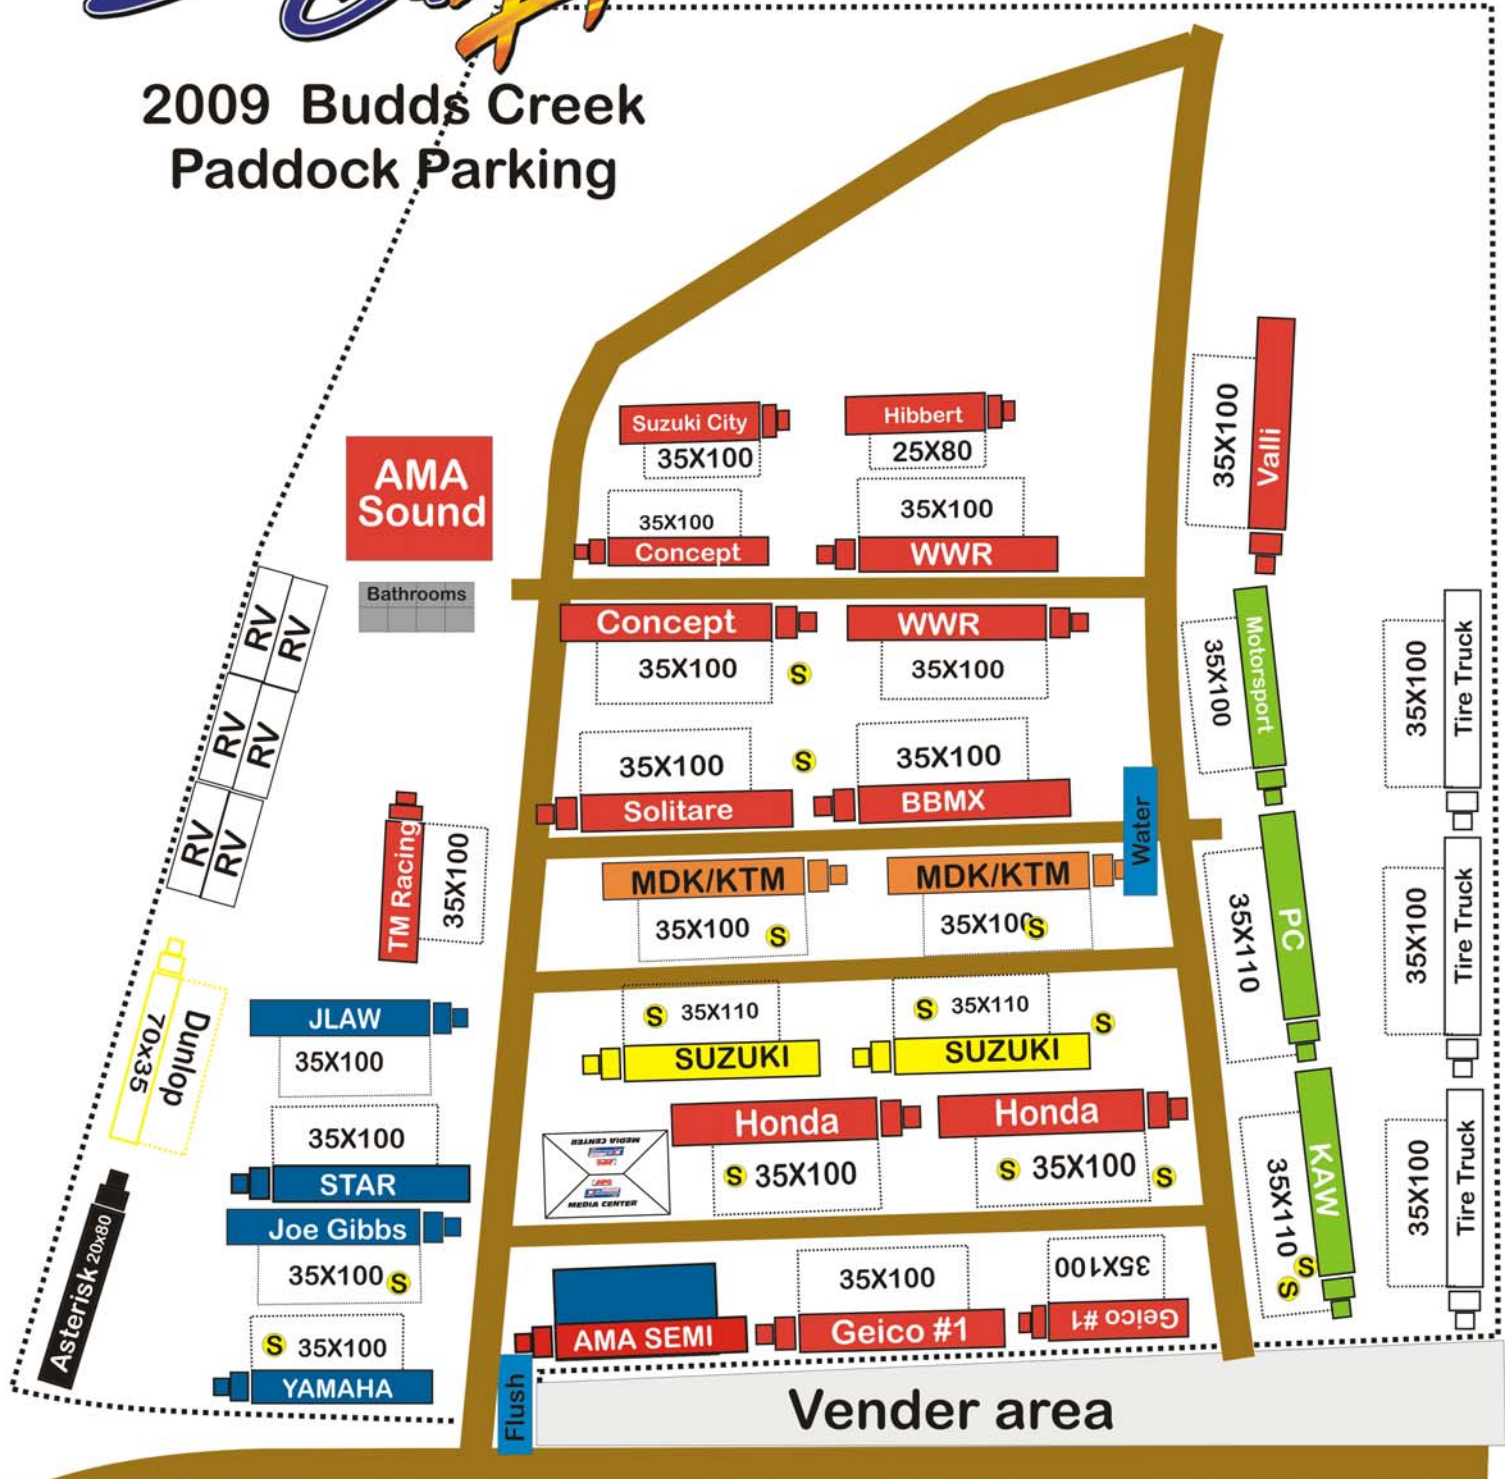 2009 Budds Creek
Paddock Parking
Suzuki City
35X100
Hibbert
25X80
35X100
Concept
35X100
WWR
35X100
Valli
AMA
Sound
Bathrooms
RV
RV
RV
RV
RV
RV
Concept
35X100
S
WWR
35X100
35X100
Motorsport
35X100
Tire Truck
35X100
Solitare
S
35X100
BBMX
Water
TM Racing
35X100
MDK/KTM
35X100
S
MDK/KTM
35X100
S
35X110
PC
35X100
Tire Truck
Dunlop
70x35
JLAW
35X100
S
35X110
SUZUKI
S
35X110
S
SUZUKI
35X100
STAR
MEDIA CENTER
MEDIA CENTER
Honda
S
35X100
Honda
S
35X100
S
35X110
S
S
KAW
35X100
Tire Truck
Asterisk 20x80
Joe Gibbs
35X100
S
S
35X100
YAMAHA
AMA SEMI
35X100
Geico #1
35X100
Geico #1
Flush
Vender area